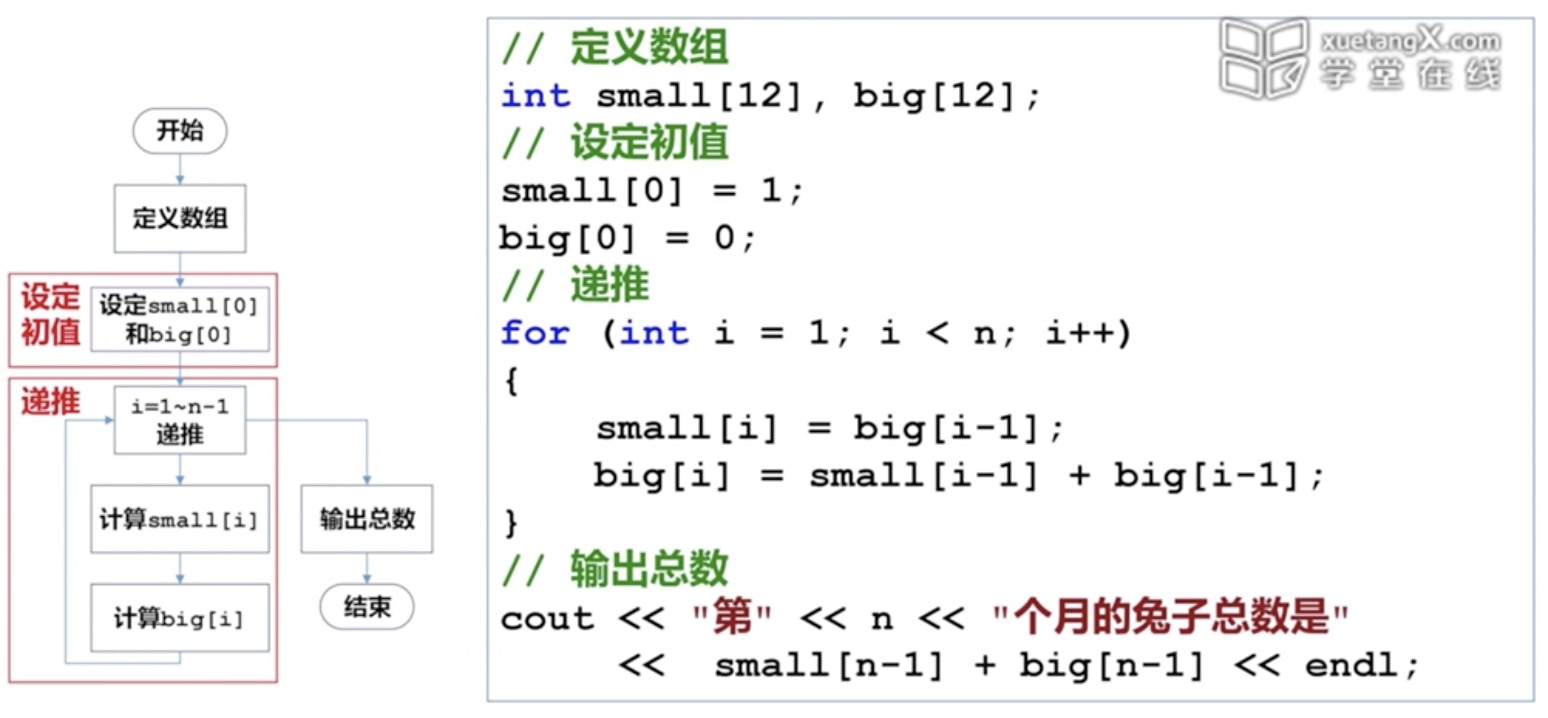 开始
定义数组
设定
初值
设定small[0]
和big[0]
递推
i=1~n-1
递推
计算small[i]
计算big[i]
输出总数
结束
// 定义数组
int small[12], big[12];
// 设定初值
small[0] = 1;
big[0] = 0;
// 递推
for (int i = 1; i < n; i++)
{
    small[i] = big[i-1];
    big[i] = small[i-1] + big[i-1];
}
// 输出总数
cout << "第" << n << "个月的兔子总数是"
     <<  small[n-1] + big[n-1] << endl;
xuetangX.com
学堂在线